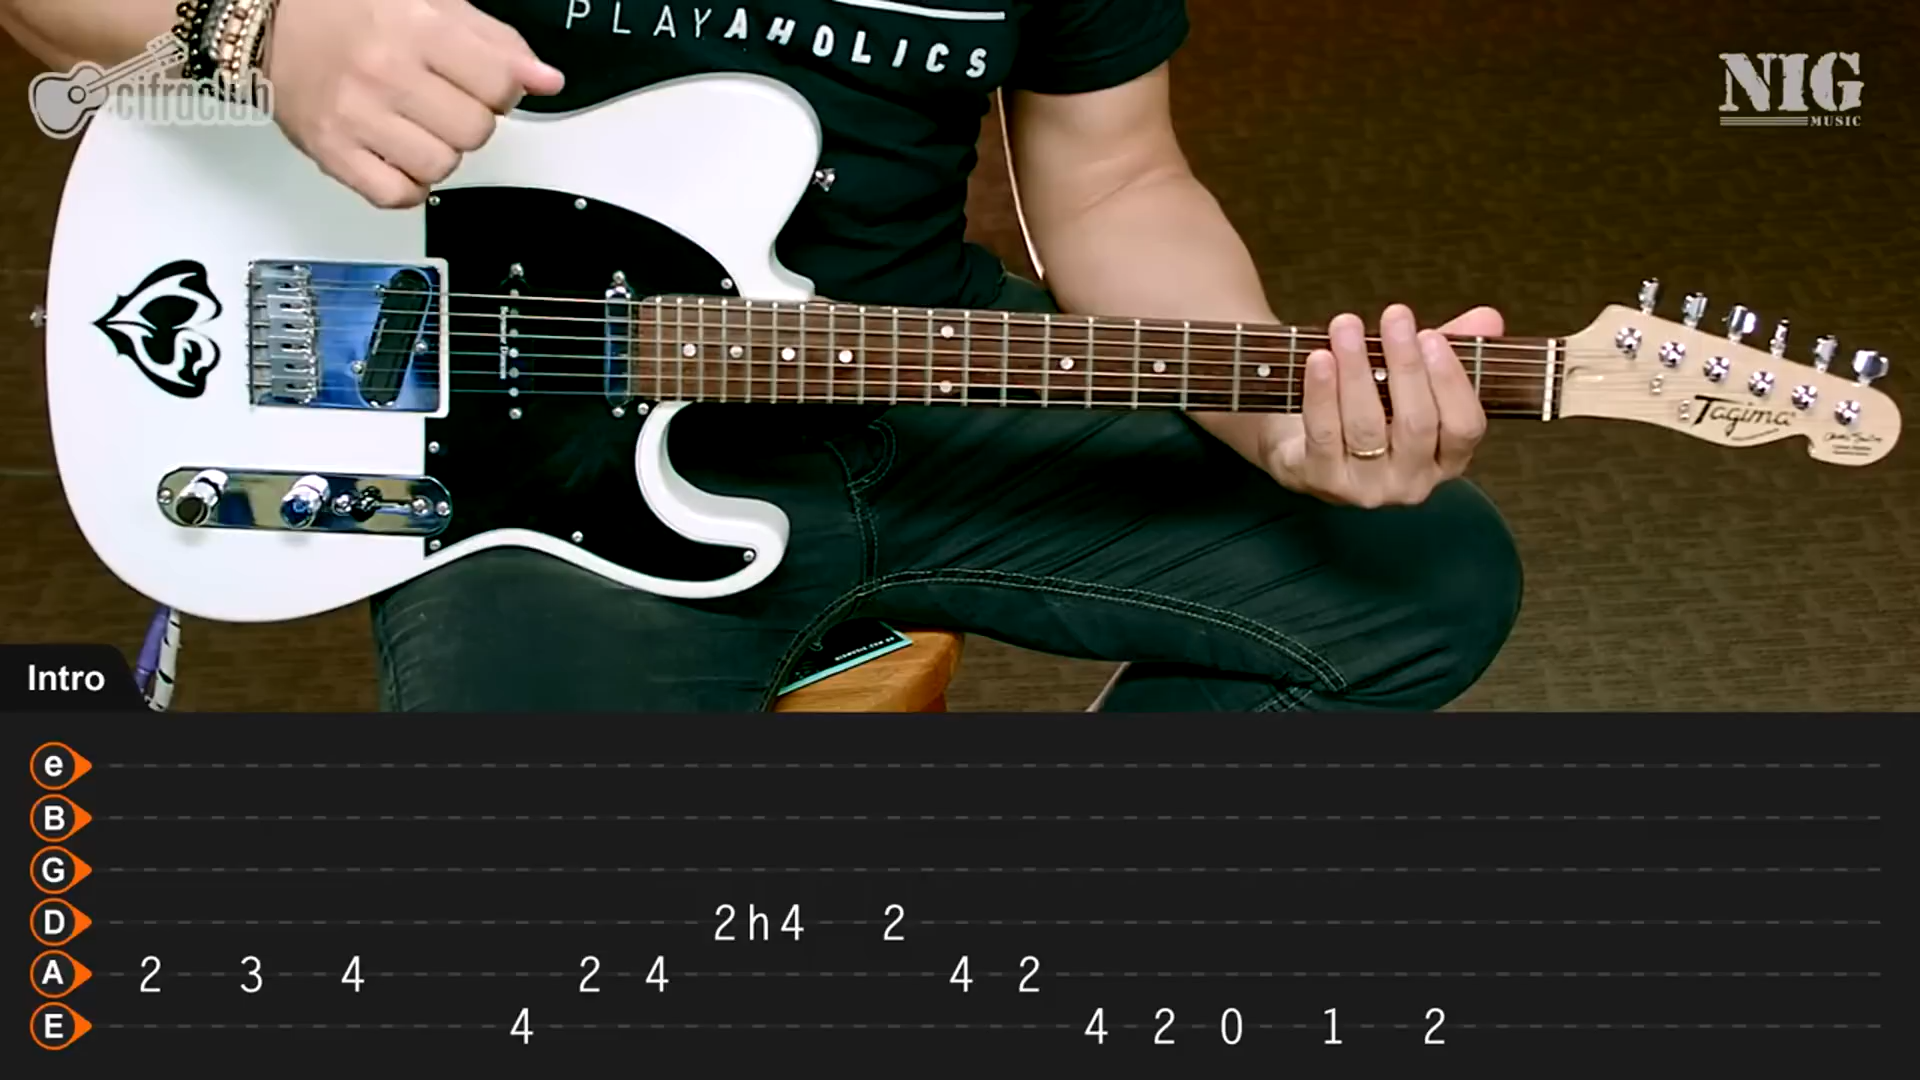 PLAYAHOLICS
cifraclub
NIG
MUSIC
Tagima
Intro
e
B
G
D 2h4 2
A 2 3 4 2 4 4 2
E 4 4 2 0 1 2